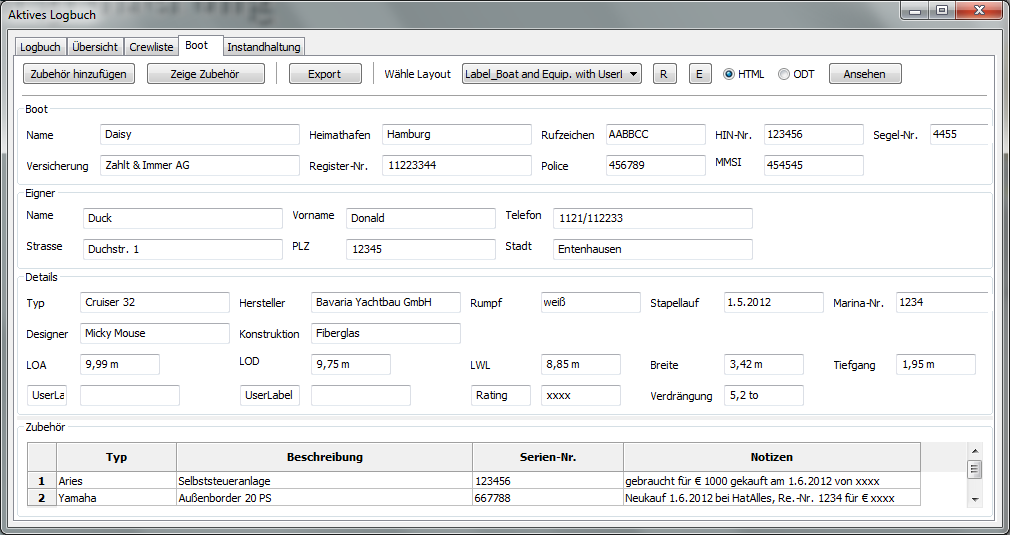 Aktives Logbuch
Logbuch Übersicht Crewliste Boot Instandhaltung
Zubehör hinzufügen Zeige Zubehör Export Wähle Layout Label_Boat and Equip. with Userl R E HTML ODT Ansehen
Boot
Name Daisy Heimathafen Hamburg Rufzeichen AABBCC HIN-Nr. 123456 Segel-Nr. 4455
Versicherung Zahlt & Immer AG Register-Nr. 11223344 Police 456789 MMSI 454545
Eigner
Name Duck Vorname Donald Telefon 1121/112233
Strasse Duchstr. 1 PLZ 12345 Stadt Entenhausen
Details
Typ Cruiser 32 Hersteller Bavaria Yachtbau GmbH Rumpf weiß Stapellauf 1.5.2012 Marina-Nr. 1234
Designer Micky Mouse Konstruktion Fiberglas
LOA 9,99 m LOD 9,75 m LWL 8,85 m Breite 3,42 m Tiefgang 1,95 m
UserLa UserLabel Rating xxxx Verdrängung 5,2 to
Zubehör
Typ Beschreibung Serien-Nr. Notizen
1 Aries Selbststeueranlage 123456 gebraucht für € 1000 gekauft am 1.6.2012 von xxxx
2 Yamaha Außenborder 20 PS 667788 Neukauf 1.6.2012 bei HatAlles, Re.-Nr. 1234 für € xxxx